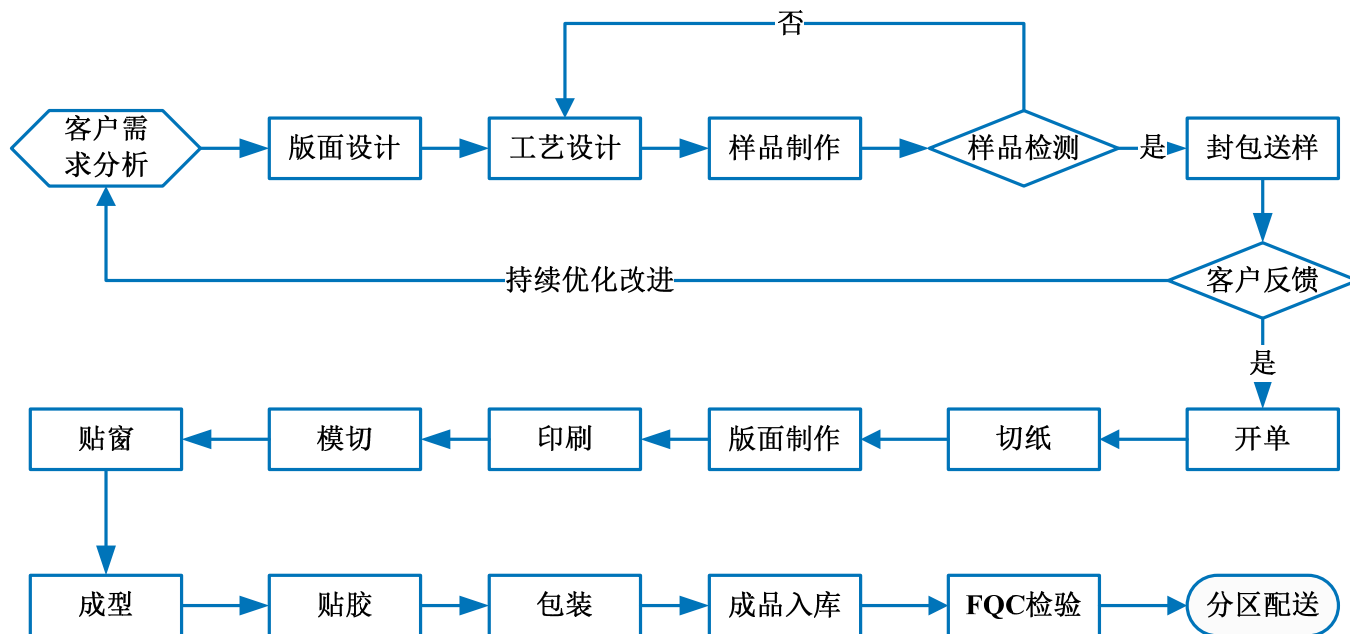 否
客户需
求分析
版面设计
工艺设计
样品制作
样品检测
是
封包送样
持续优化改进
客户反馈
是
贴窗
模切
印刷
版面制作
切纸
开单
成型
贴胶
包装
成品入库
FQC检验
分区配送